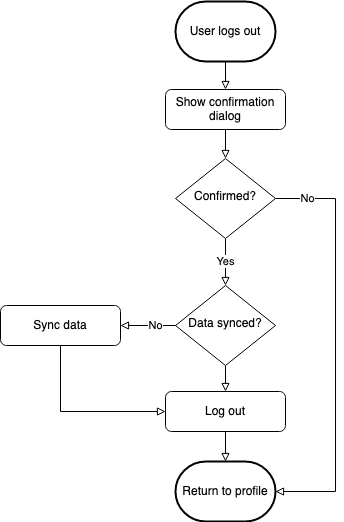 User logs out
Show confirmation
dialog
Confirmed?
No
Yes
Sync data
No
Data synced?
Log out
Return to profile